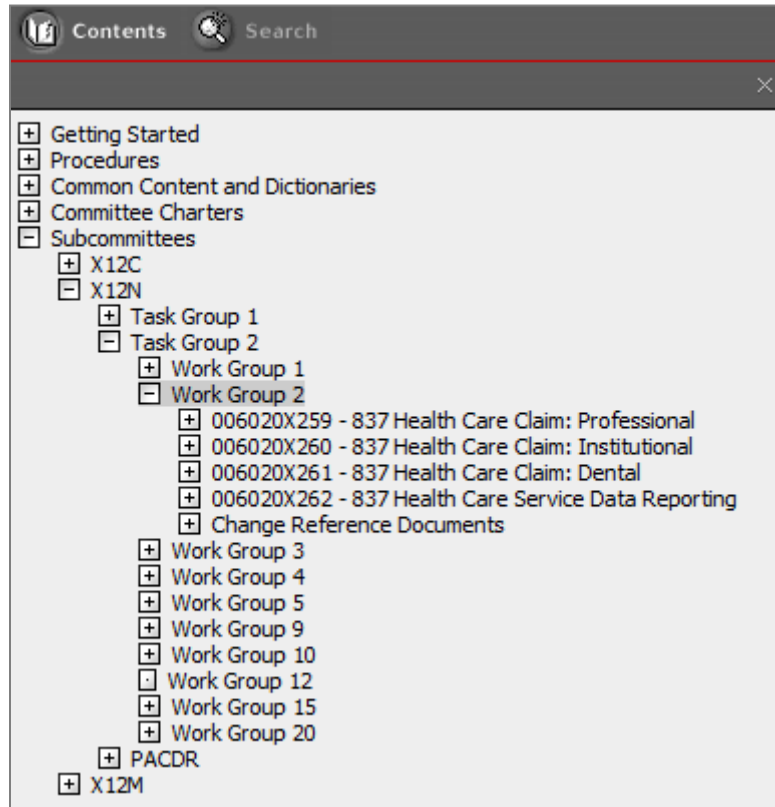 Contents Search
Getting Started
Procedures
Common Content and Dictionaries
Committee Charters
Subcommittees
X12C
X12N
Task Group 1
Task Group 2
Work Group 1
Work Group 2
006020X259 - 837 Health Care Claim: Professional
006020X260 - 837 Health Care Claim: Institutional
006020X261 - 837 Health Care Claim: Dental
006020X262 - 837 Health Care Service Data Reporting
Change Reference Documents
Work Group 3
Work Group 4
Work Group 5
Work Group 9
Work Group 10
Work Group 12
Work Group 15
Work Group 20
PACDR
X12M